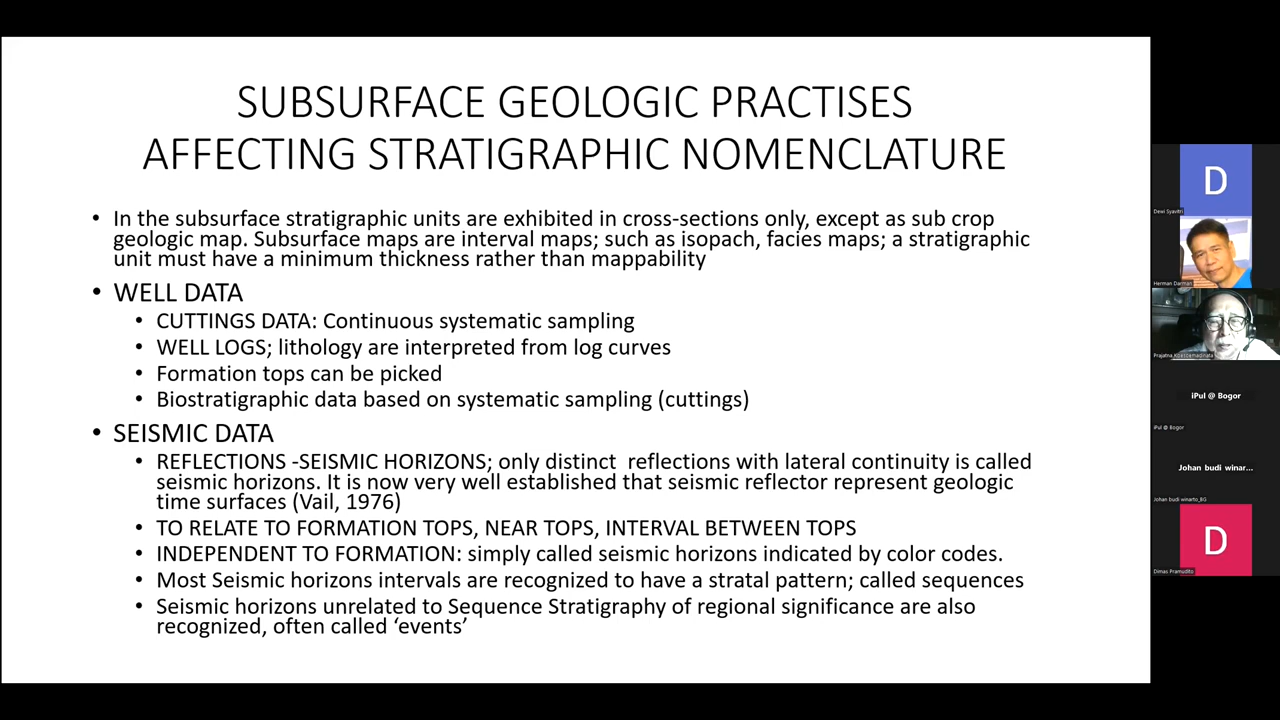 SUBSURFACE GEOLOGIC PRACTISES
AFFECTING STRATIGRAPHIC NOMENCLATURE
• In the subsurface stratigraphic units are exhibited in cross-sections only, except as sub crop
geologic map. Subsurface maps are interval maps; such as isopach, facies maps; a stratigraphic
unit must have a minimum thickness rather than mappability
• WELL DATA
• CUTTINGS DATA: Continuous systematic sampling
• WELL LOGS; lithology are interpreted from log curves
• Formation tops can be picked
• Biostratigraphic data based on systematic sampling (cuttings)
• SEISMIC DATA
• REFLECTIONS -SEISMIC HORIZONS; only distinct  reflections with lateral continuity is called
seismic horizons. It is now very well established that seismic reflector represent geologic
time surfaces (Vail, 1976)
• TO RELATE TO FORMATION TOPS, NEAR TOPS, INTERVAL BETWEEN TOPS
• INDEPENDENT TO FORMATION: simply called seismic horizons indicated by color codes.
• Most Seismic horizons intervals are recognized to have a stratal pattern; called sequences
• Seismic horizons unrelated to Sequence Stratigraphy of regional significance are also
recognized, often called ‘events’
D
Dewi Syavitri
Herman Darman
Prajatna Koesoemadinata
iPul @ Bogor
iPul @ Bogor
Johan budi winar...
Johan budi winarto_BG
D
Dimas Pramudito